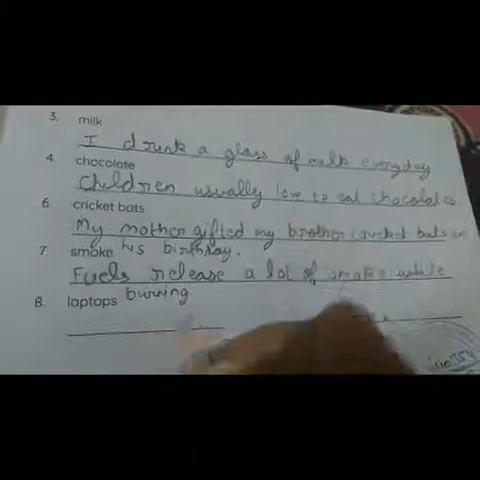 3. milk
I drink a glass of milk everyday
4. chocolate
Children usually love to eat chocolates.
6 cricket bats
My mother gifted my brother cricket bats on
his birthday.
7 smoke
Fuels release a lot of smoke while
burning
8. laptops